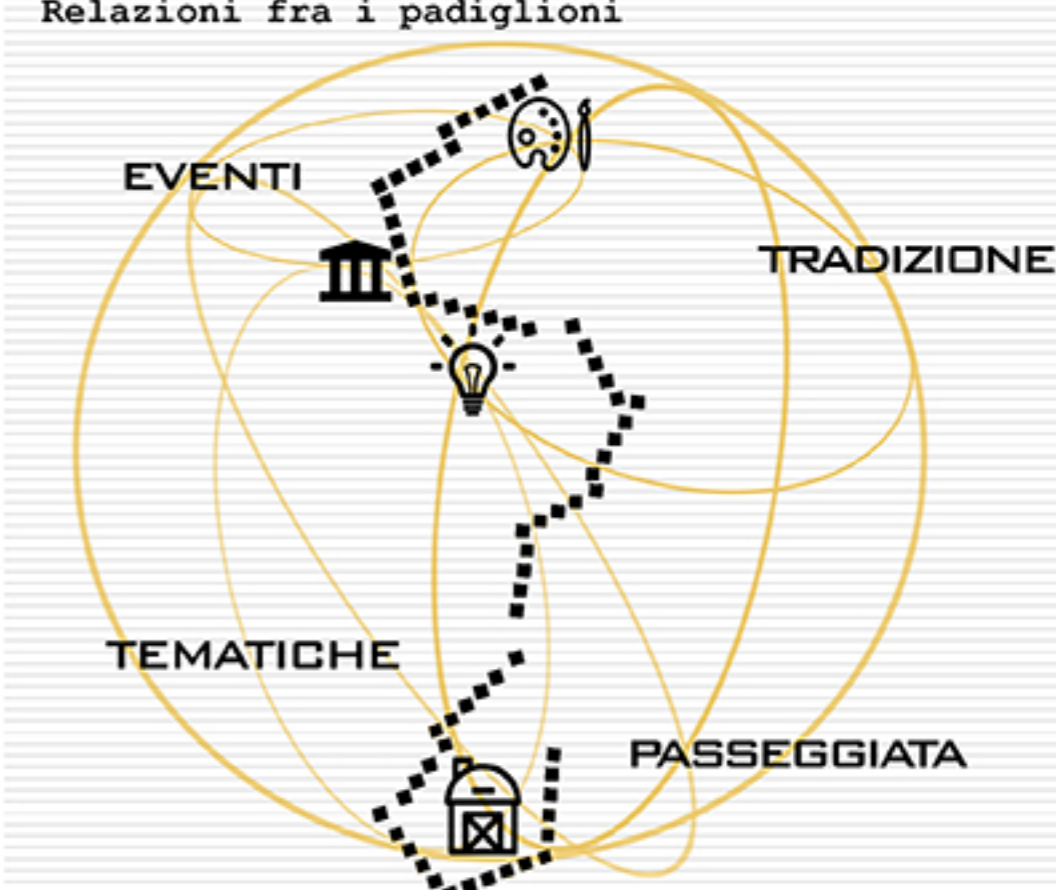 Relazioni fra i padiglioni
EVENTI
TRADIZIONE
TEMATICHE
PASSEGGIATA